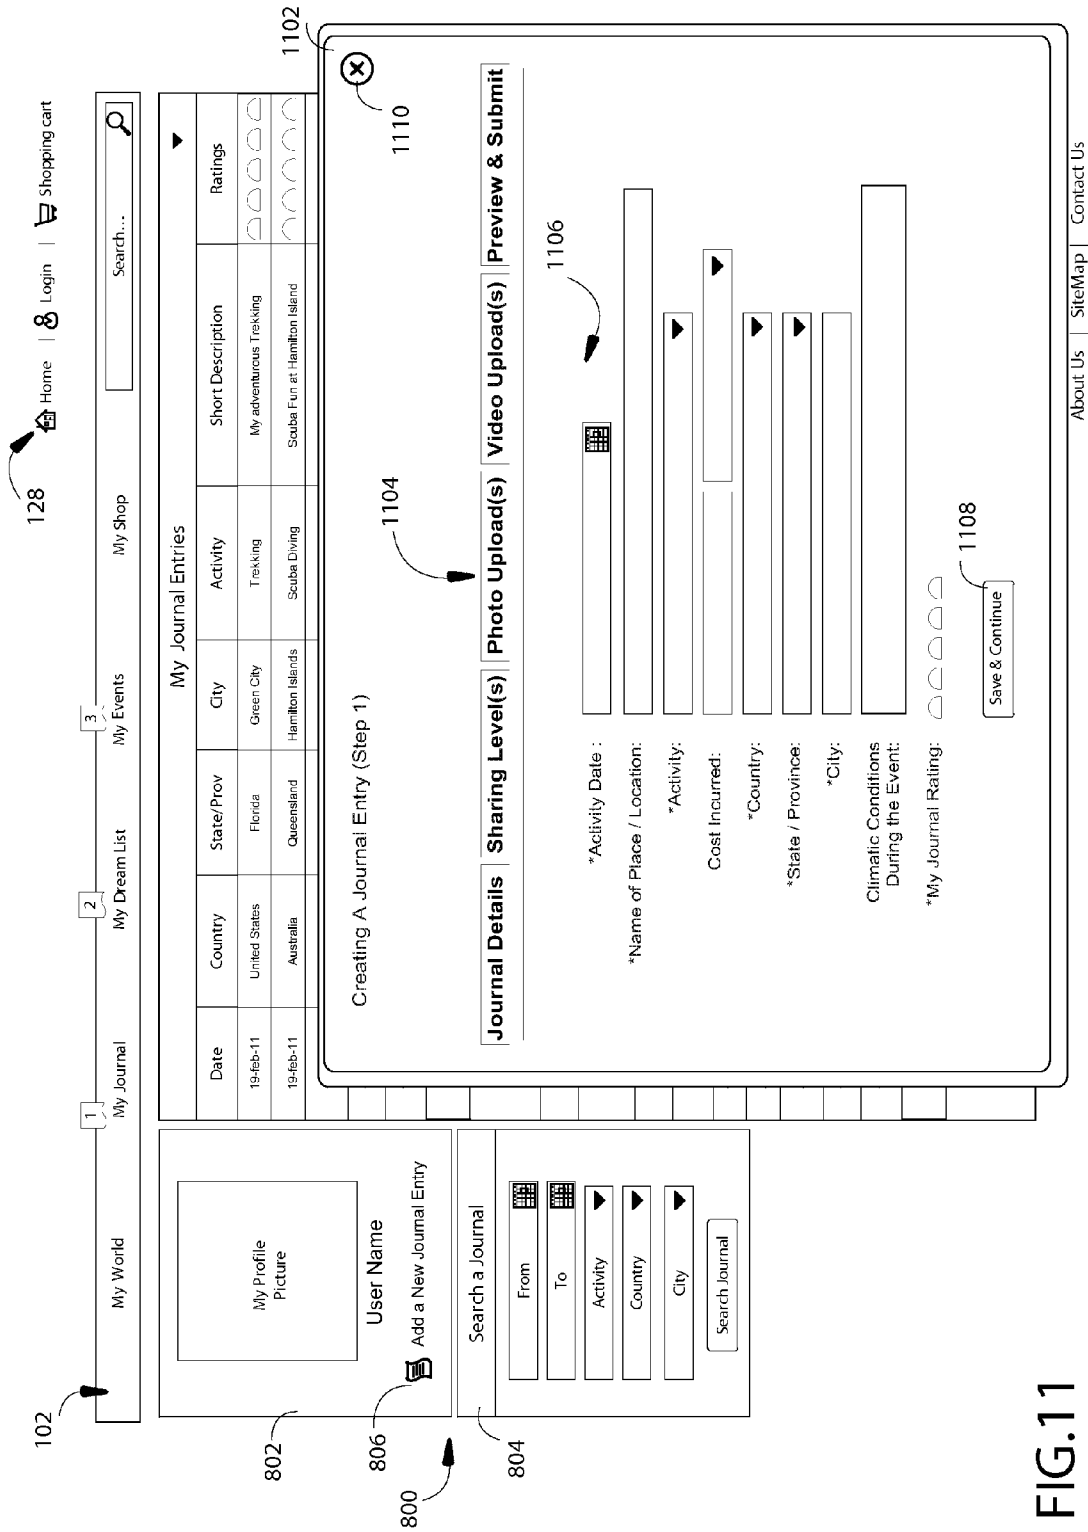 128
Home | Login | Shopping cart
102
1 2 3
My World My Journal My Dream List My Events My Shop Search...
802
My Profile
Picture
User Name
806
Add a New Journal Entry
800
804
Search a Journal
From
To
Activity
Country
City
Search Journal
My Journal Entries
Date Country State/Prov City Activity Short Description Ratings
19-feb-11 United States Florida Green City Trekking My adventurous Trekking
19-feb-11 Australia Queensland Hamilton Islands Scuba Diving Scuba Fun at Hamilton Island
1102
1110
Creating A Journal Entry (Step 1)
1104
Journal Details Sharing Level(s) Photo Upload(s) Video Upload(s) Preview & Submit
1106
*Activity Date :
*Name of Place / Location:
*Activity:
Cost Incurred:
*Country:
*State / Province:
*City:
Climatic Conditions
During the Event:
*My Journal Rating:
1108
Save & Continue
About Us | SiteMap | Contact Us
FIG.11